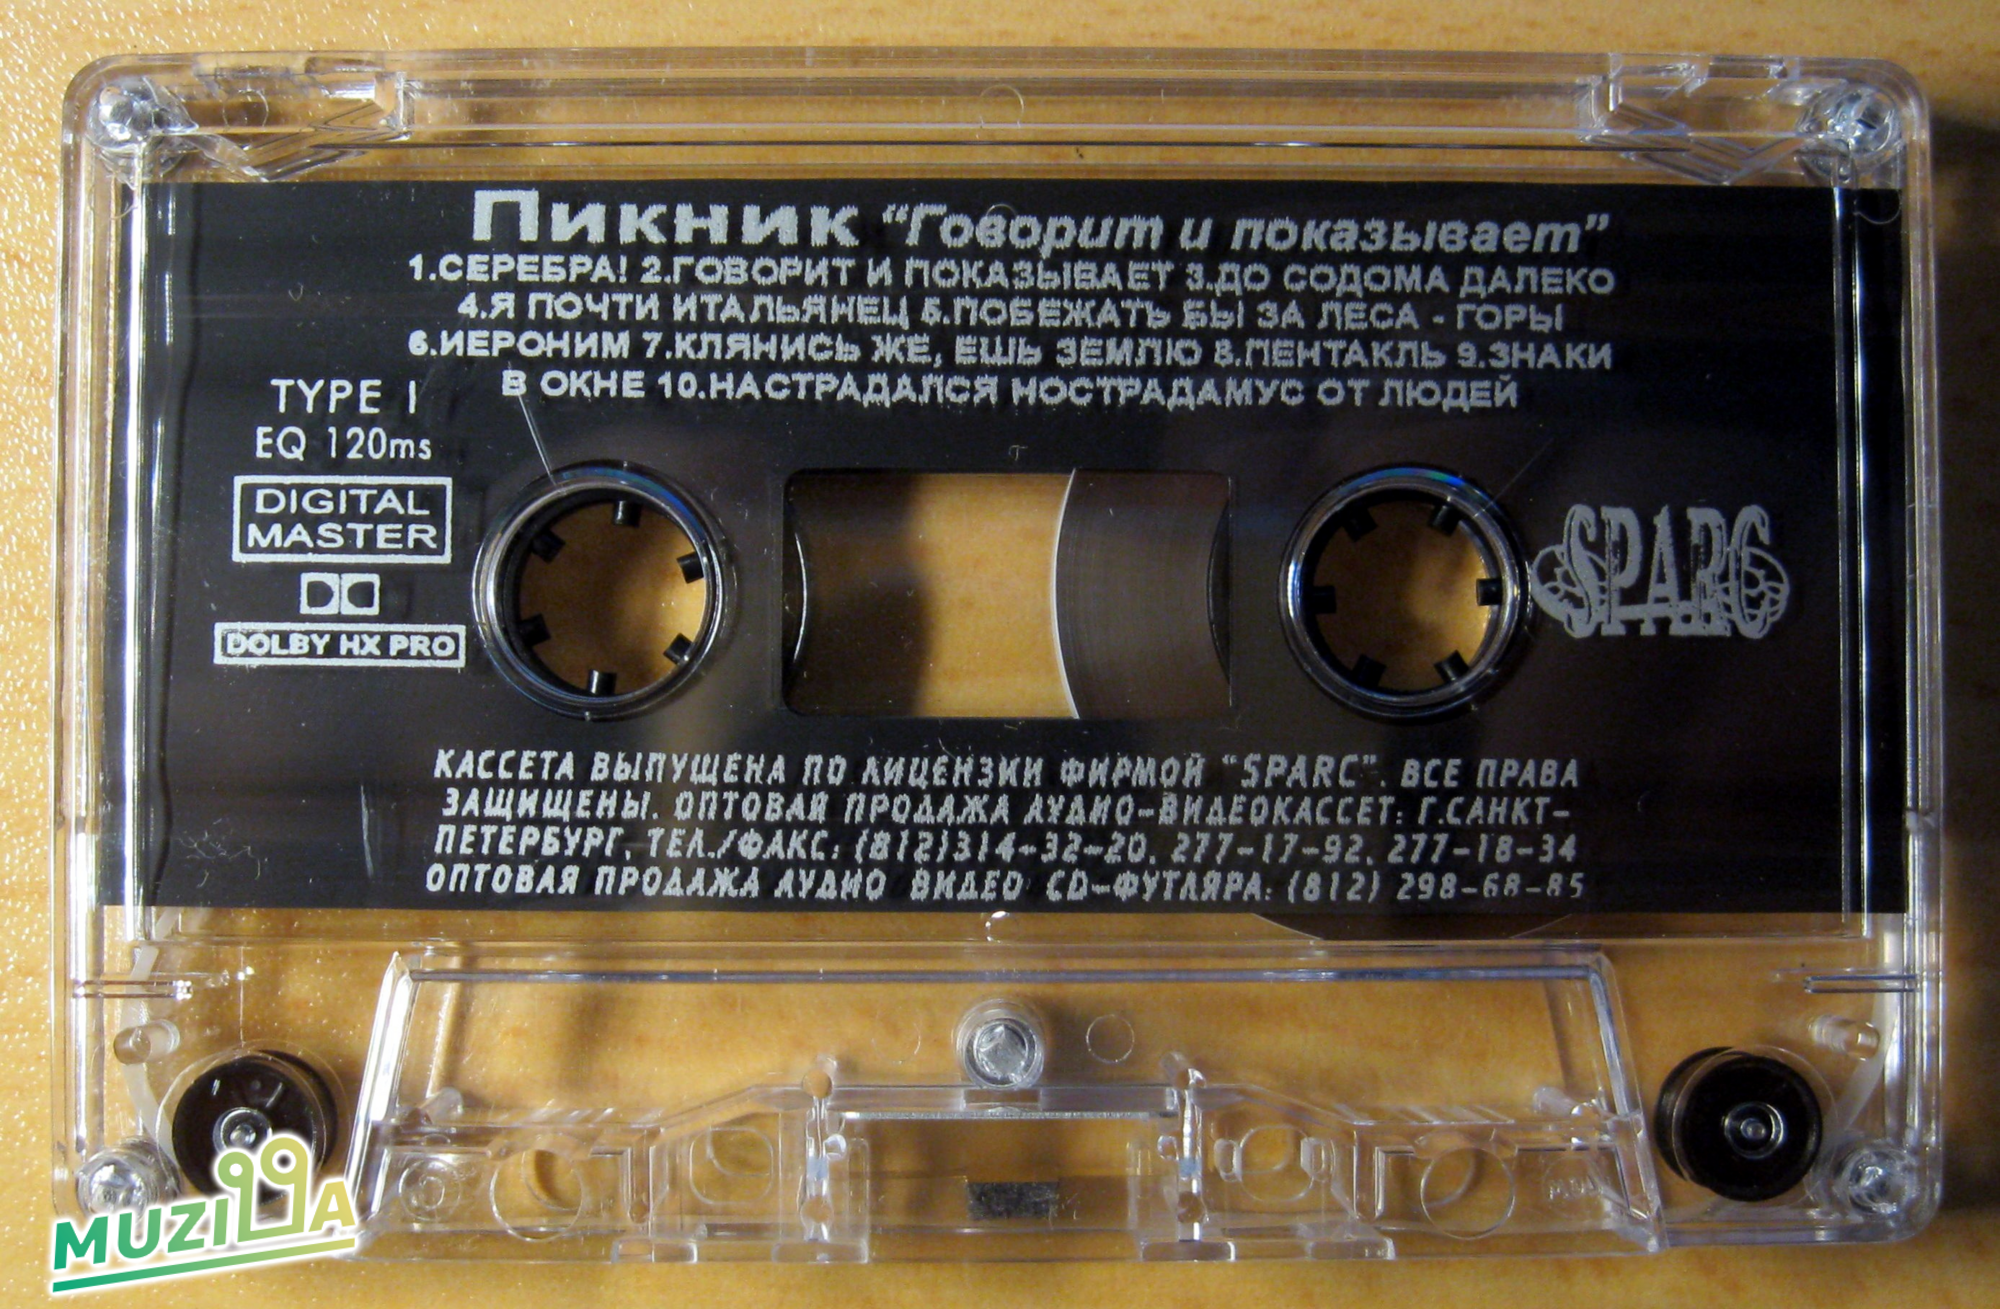 Пикник "Говорит и показывает"
1.СЕРЕБРА! 2.ГОВОРИТ И ПОКАЗЫВАЕТ 3.ДО СОДОМА ДАЛЕКО
4.Я ПОЧТИ ИТАЛЬЯНЕЦ 5.ПОБЕЖАТЬ БЫ ЗА ЛЕСА - ГОРЫ
6.ИЕРОНИМ 7.КЛЯНИСЬ ЖЕ, ЕШЬ ЗЕМЛЮ 8.ПЕНТАКЛЬ 9.ЗНАКИ
В ОКНЕ 10.НАСТРАДАЛСЯ НОСТРАДАМУС ОТ ЛЮДЕЙ
TYPE I
EQ 120ms
DIGITAL
MASTER
DOLBY HX PRO
SPARC
КАССЕТА ВЫПУЩЕНА ПО ЛИЦЕНЗИИ ФИРМОЙ "SPARC". ВСЕ ПРАВА
ЗАЩИЩЕНЫ. ОПТОВАЯ ПРОДАЖА АУДИО-ВИДЕОКАССЕТ: Г.САНКТ-
ПЕТЕРБУРГ, ТЕЛ./ФАКС: (812)314-32-20, 277-17-92, 277-18-34
ОПТОВАЯ ПРОДАЖА АУДИО ВИДЕО CD-ФУТЛЯРА: (812) 298-68-85
MUZILLA